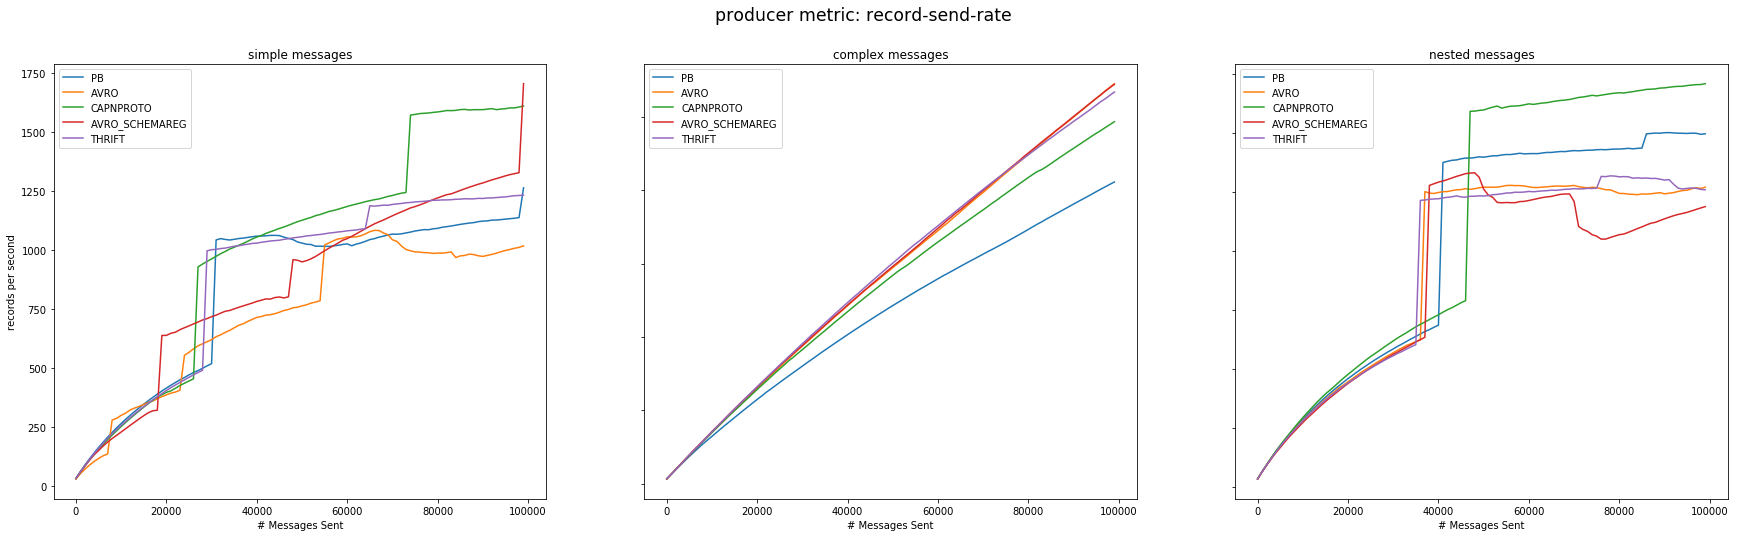 producer metric: record-send-rate
simple messages
PB
AVRO
CAPNPROTO
AVRO_SCHEMAREG
THRIFT
1750
1500
1250
1000
750
500
250
0
records per second
0 20000 40000 60000 80000 100000
# Messages Sent
complex messages
PB
AVRO
CAPNPROTO
AVRO_SCHEMAREG
THRIFT
0 20000 40000 60000 80000 100000
# Messages Sent
nested messages
PB
AVRO
CAPNPROTO
AVRO_SCHEMAREG
THRIFT
0 20000 40000 60000 80000 100000
# Messages Sent